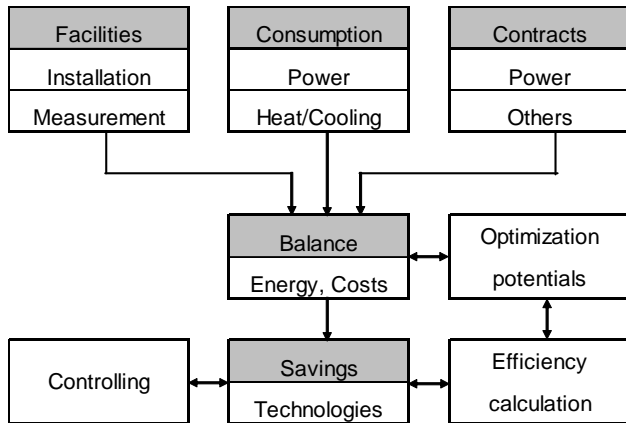 Facilities
Installation
Measurement
Consumption
Power
Heat/Cooling
Contracts
Power
Others
Balance
Energy, Costs
Optimization
potentials
Controlling
Savings
Technologies
Efficiency
calculation